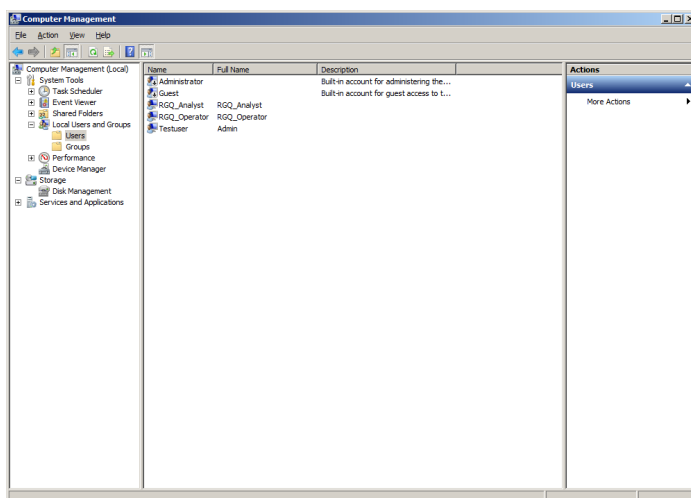 Computer Management
File Action View Help
Computer Management (Local)
System Tools
Task Scheduler
Event Viewer
Shared Folders
Local Users and Groups
Users
Groups
Performance
Device Manager
Storage
Disk Management
Services and Applications
Name Full Name Description
Administrator Built-in account for administering the...
Guest Built-in account for guest access to t...
RGQ_Analyst RGQ_Analyst
RGQ_Operator RGQ_Operator
Testuser Admin
Actions
Users
More Actions